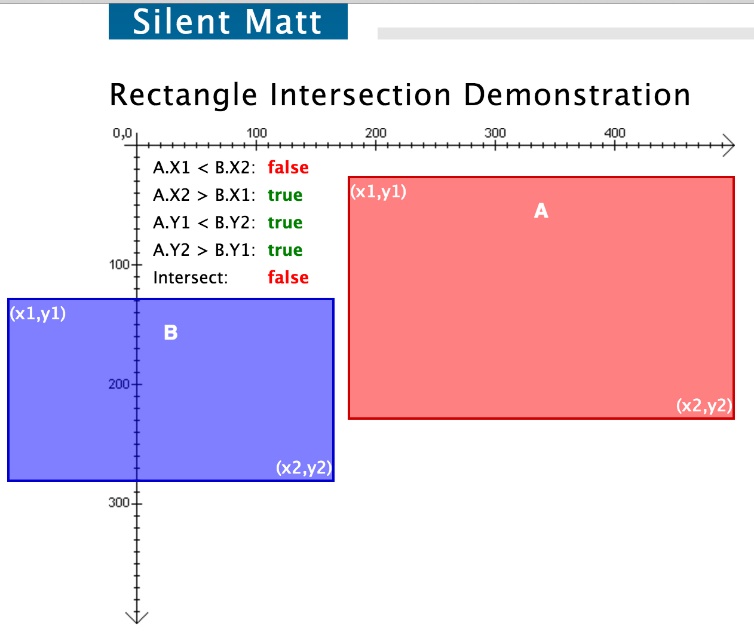 Silent Matt
Rectangle Intersection Demonstration
0,0 100 200 300 400
A.X1 < B.X2: false
A.X2 > B.X1: true
A.Y1 < B.Y2: true
A.Y2 > B.Y1: true
Intersect: false
100
200
300
(x1,y1)
A
(x2,y2)
(x1,y1)
B
(x2,y2)